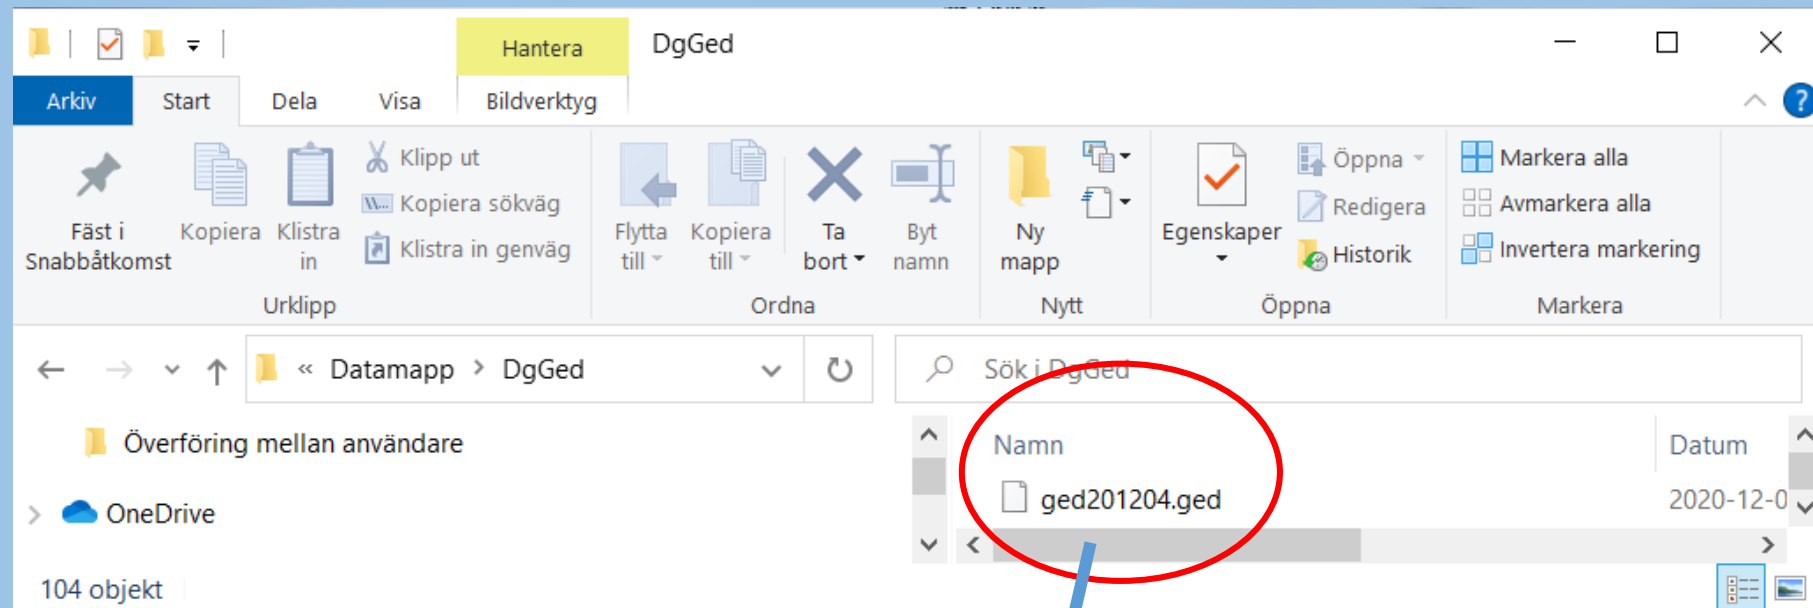 Hantera DgGed
Arkiv Start Dela Visa Bildverktyg
Fäst i
Snabbåtkomst
Kopiera
Klistra
in
Klipp ut
Kopiera sökväg
Klistra in genväg
Urklipp
Flytta
till
Kopiera
till
Ta
bort
Byt
namn
Ordna
Ny
mapp
Nytt
Egenskaper
Öppna
Redigera
Historik
Öppna
Markera alla
Avmarkera alla
Invertera markering
Markera
« Datamapp > DgGed
Sök i DgGed
Överföring mellan användare
OneDrive
Namn Datum
ged201204.ged 2020-12-0
104 objekt